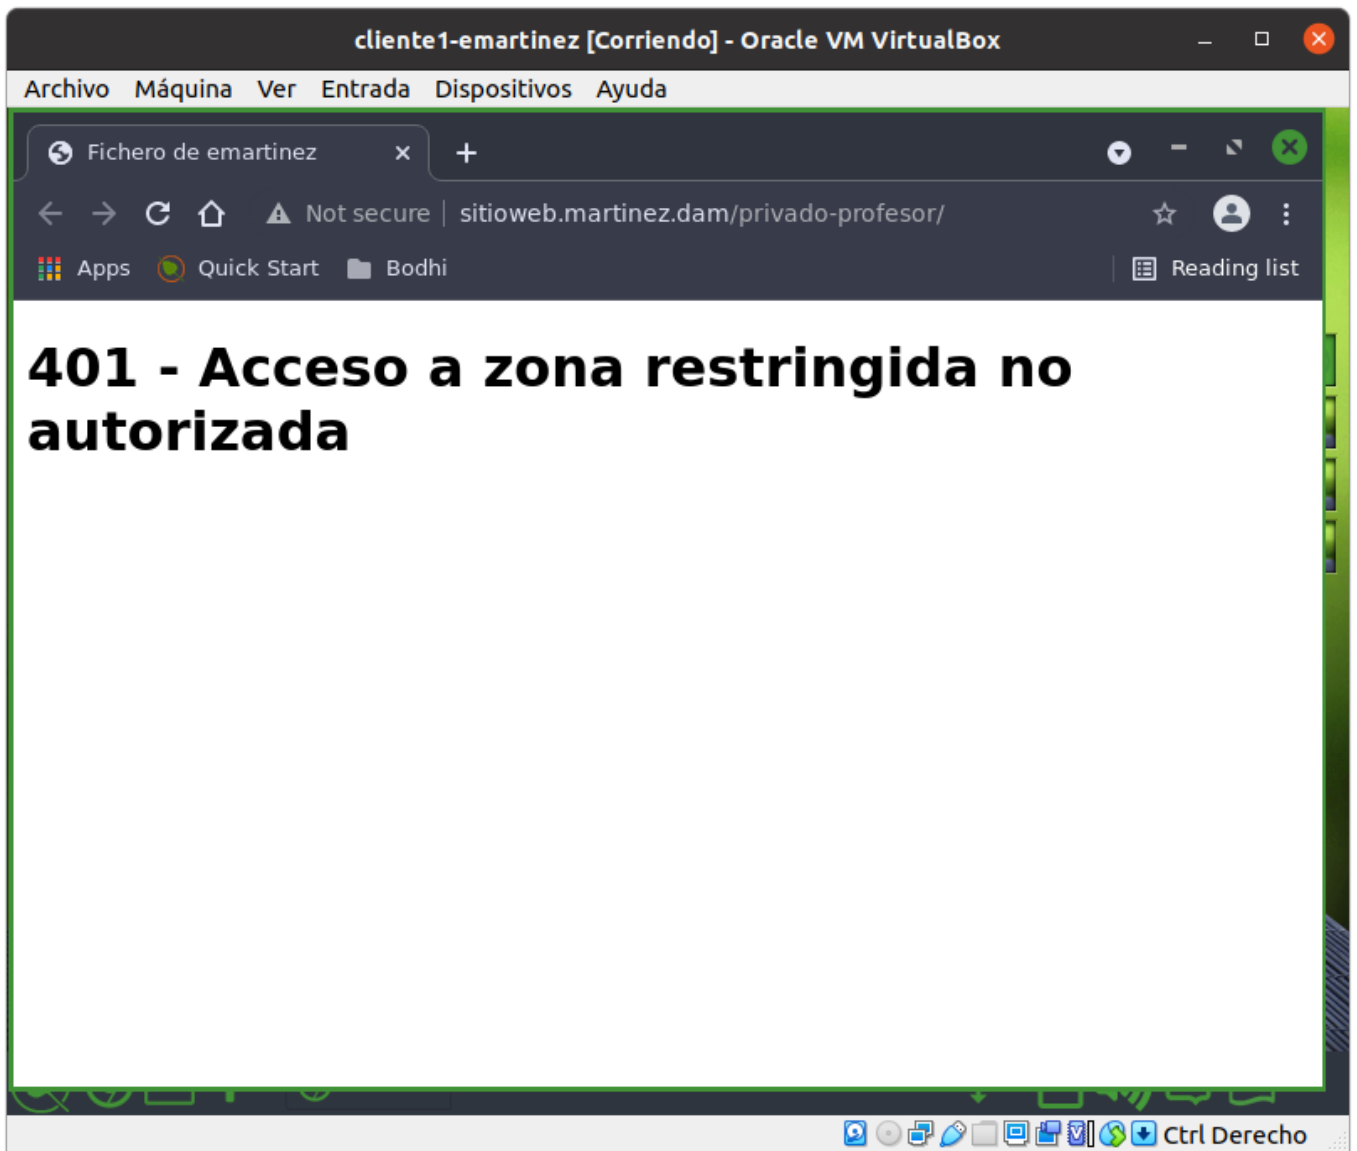 cliente1-emartinez [Corriendo] - Oracle VM VirtualBox
Archivo Máquina Ver Entrada Dispositivos Ayuda
Fichero de emartinez
Not secure sitioweb.martinez.dam/privado-profesor/
Apps Quick Start Bodhi Reading list
401 - Acceso a zona restringida no
autorizada
Ctrl Derecho